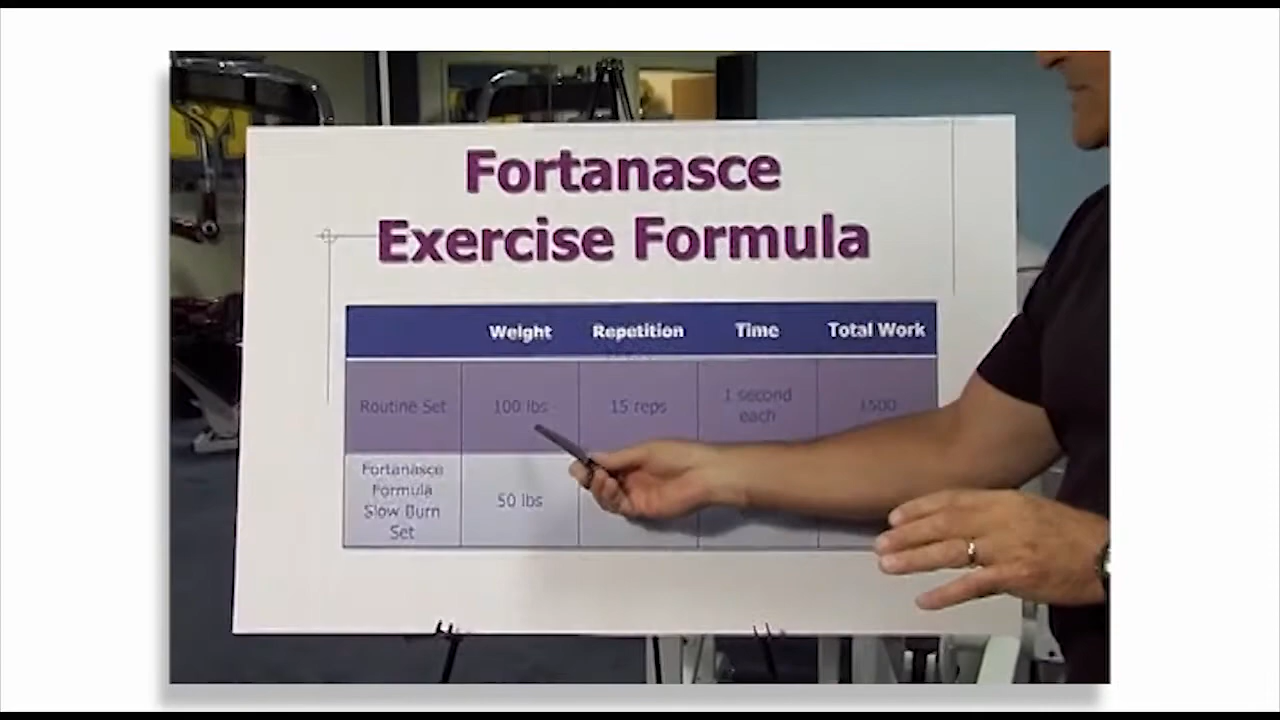 Fortanasce
Exercise Formula
Weight Repetition Time Total Work
Routine Set 100 lbs 15 reps 1 second each 1500
Fortanasce
Formula
Slow Burn
Set
50 lbs